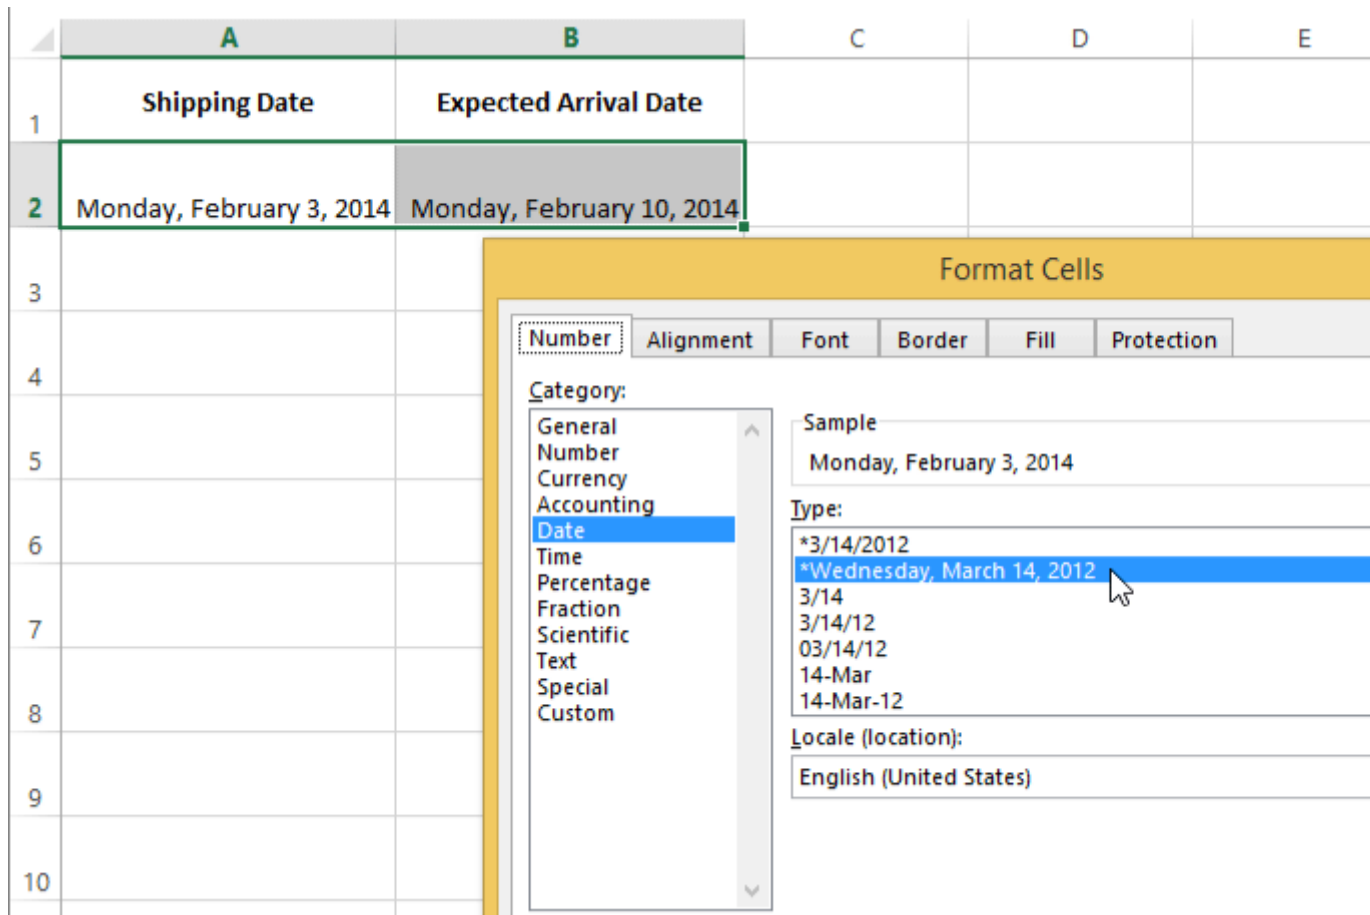 A B C D E
1 Shipping Date Expected Arrival Date
2 Monday, February 3, 2014 Monday, February 10, 2014
Format Cells
3
Number Alignment Font Border Fill Protection
4
Category:
General
Number
Currency
Accounting
Date
Time
Percentage
Fraction
Scientific
Text
Special
Custom
Sample
Monday, February 3, 2014
Type:
*3/14/2012
*Wednesday, March 14, 2012
3/14
3/14/12
03/14/12
14-Mar
14-Mar-12
Locale (location):
English (United States)
5
6
7
8
9
10